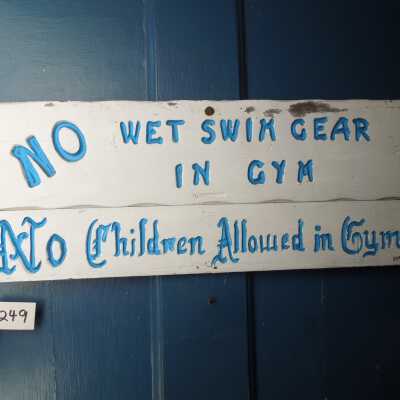 NO WET SWIM GEAR
IN GYM
No Children Allowed in Gym
249